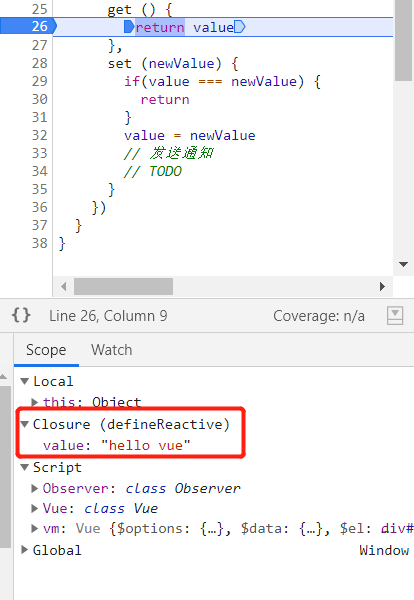 25 get () {
26 return value
27 },
28 set (newValue) {
29 if(value === newValue) {
30 return
31 }
32 value = newValue
33 // 发送通知
34 // TODO
35 }
36 })
37 }
38 }
{} Line 26, Column 9 Coverage: n/a
Scope Watch
Local
this: Object
Closure (defineReactive)
value: "hello vue"
Script
Observer: class Observer
Vue: class Vue
vm: Vue {$options: {…}, $data: {…}, $el: div#
Global Window